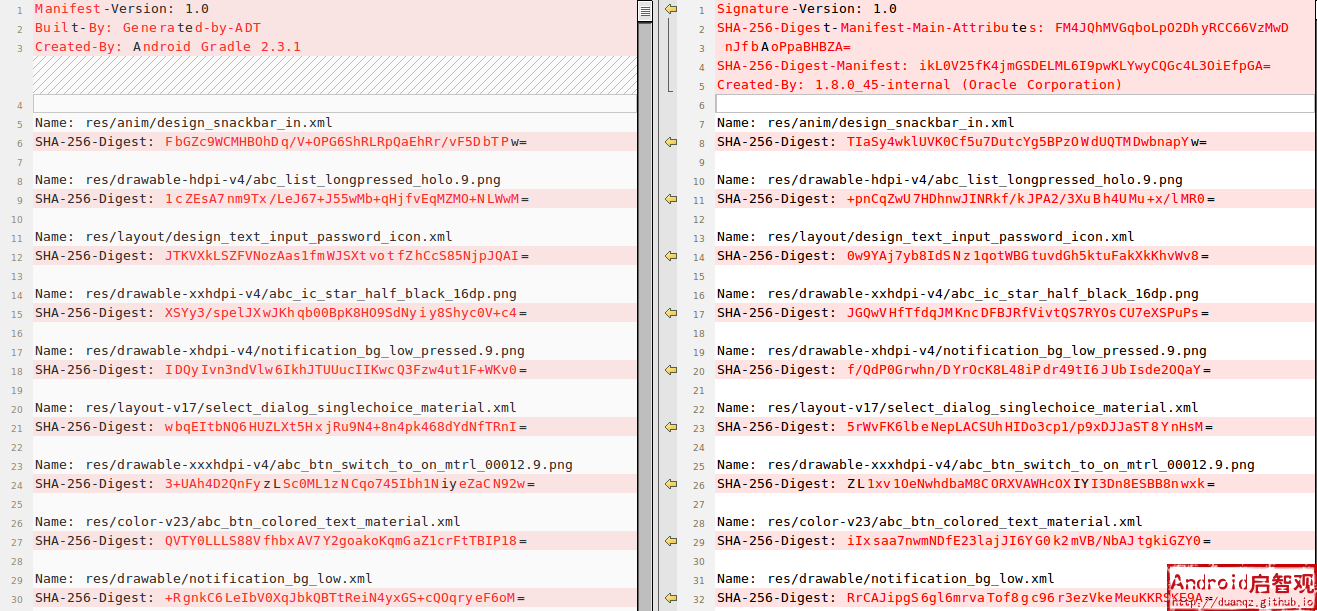 1 Manifest-Version: 1.0
2 Built-By: Generated-by-ADT
3 Created-By: Android Gradle 2.3.1
4
5 Name: res/anim/design_snackbar_in.xml
6 SHA-256-Digest: FbGZc9WCMHBOhDq/V+OPG6ShRLRpQaEhRr/vF5DbTPw=
7
8 Name: res/drawable-hdpi-v4/abc_list_longpressed_holo.9.png
9 SHA-256-Digest: 1cZEsA7nm9Tx/LeJ67+J55wMb+qHjfvEqMZMO+NLWwM=
10
11 Name: res/layout/design_text_input_password_icon.xml
12 SHA-256-Digest: JTKVXkLSZFVNozAas1fmWJSXtvotfZhCcS85NjpJQAI=
13
14 Name: res/drawable-xxhdpi-v4/abc_ic_star_half_black_16dp.png
15 SHA-256-Digest: XSYy3/spelJXwJKhqb00BpK8HO9SdNyiy8Shyc0V+c4=
16
17 Name: res/drawable-xhdpi-v4/notification_bg_low_pressed.9.png
18 SHA-256-Digest: IDQyIvn3ndVlw6IkhJTUUucIIKwcQ3Fzw4ut1F+WKv0=
19
20 Name: res/layout-v17/select_dialog_singlechoice_material.xml
21 SHA-256-Digest: wbqEItbNQ6HUZLXt5HxjRu9N4+8n4pk468dYdNfTRnI=
22
23 Name: res/drawable-xxxhdpi-v4/abc_btn_switch_to_on_mtrl_00012.9.png
24 SHA-256-Digest: 3+UAh4D2QnFyzLSc0ML1zNCqo745Ibh1NiyeZaCN92w=
25
26 Name: res/color-v23/abc_btn_colored_text_material.xml
27 SHA-256-Digest: QVTY0LLLS88VfhbxAV7Y2goakoKqmGaZ1crFtTBIP18=
28
29 Name: res/drawable/notification_bg_low.xml
30 SHA-256-Digest: +RgnkC6LeIbV0XqJbkQBTtReiN4yxGS+cQOqryeF6oM=
1 Signature-Version: 1.0
2 SHA-256-Digest-Manifest-Main-Attributes: FM4JQhMVGqboLpO2DhyRCC66VzMwD
3 nJfbAoPpaBHBZA=
4 SHA-256-Digest-Manifest: ikL0V25fK4jmGSDELML6I9pwKLYwyCQGc4L3OiEfpGA=
5 Created-By: 1.8.0_45-internal (Oracle Corporation)
6
7 Name: res/anim/design_snackbar_in.xml
8 SHA-256-Digest: TIaSy4wklUVK0Cf5u7DutcYg5BPzOWdUQTMDwbnapYw=
9
10 Name: res/drawable-hdpi-v4/abc_list_longpressed_holo.9.png
11 SHA-256-Digest: +pnCqZwU7HDhnwJINRkf/kJPA2/3XuBh4UMu+x/lMR0=
12
13 Name: res/layout/design_text_input_password_icon.xml
14 SHA-256-Digest: 0w9YAj7yb8IdSNz1qotWBGtuvdGh5ktuFakXkKhvWv8=
15
16 Name: res/drawable-xxhdpi-v4/abc_ic_star_half_black_16dp.png
17 SHA-256-Digest: JGQwVHfTfdqJMKncDFBJRfVivtQS7RYOsCU7eXSPuPs=
18
19 Name: res/drawable-xhdpi-v4/notification_bg_low_pressed.9.png
20 SHA-256-Digest: f/QdP0Grwhn/DYrOcK8L48iPdr49tI6JUbIsde2OQaY=
21
22 Name: res/layout-v17/select_dialog_singlechoice_material.xml
23 SHA-256-Digest: 5rWvFK6lbeNepLACSUhHIDo3cp1/p9xDJJaST8YnHsM=
24
25 Name: res/drawable-xxxhdpi-v4/abc_btn_switch_to_on_mtrl_00012.9.png
26 SHA-256-Digest: ZL1xv1OeNwhdbaM8CORXVAWHcOXIYI3Dn8ESBB8nwxk=
27
28 Name: res/color-v23/abc_btn_colored_text_material.xml
29 SHA-256-Digest: iIxsaa7nwmNDfE23lajJI6YG0k2mVB/NbAJtgkiGZY0=
30
31 Name: res/drawable/notification_bg_low.xml
32 SHA-256-Digest:
Android启智观
http://duanqz.github.io